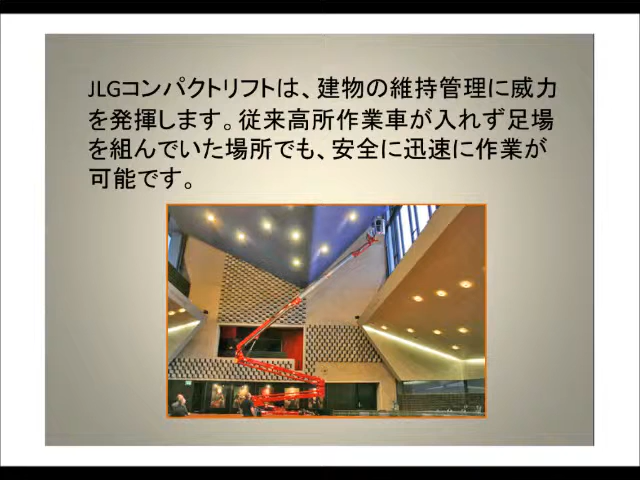 JLGコンパクトリフトは、建物の維持管理に威力
を発揮します。従来高所作業車が入れず足場
を組んでいた場所でも、安全に迅速に作業が
可能です。